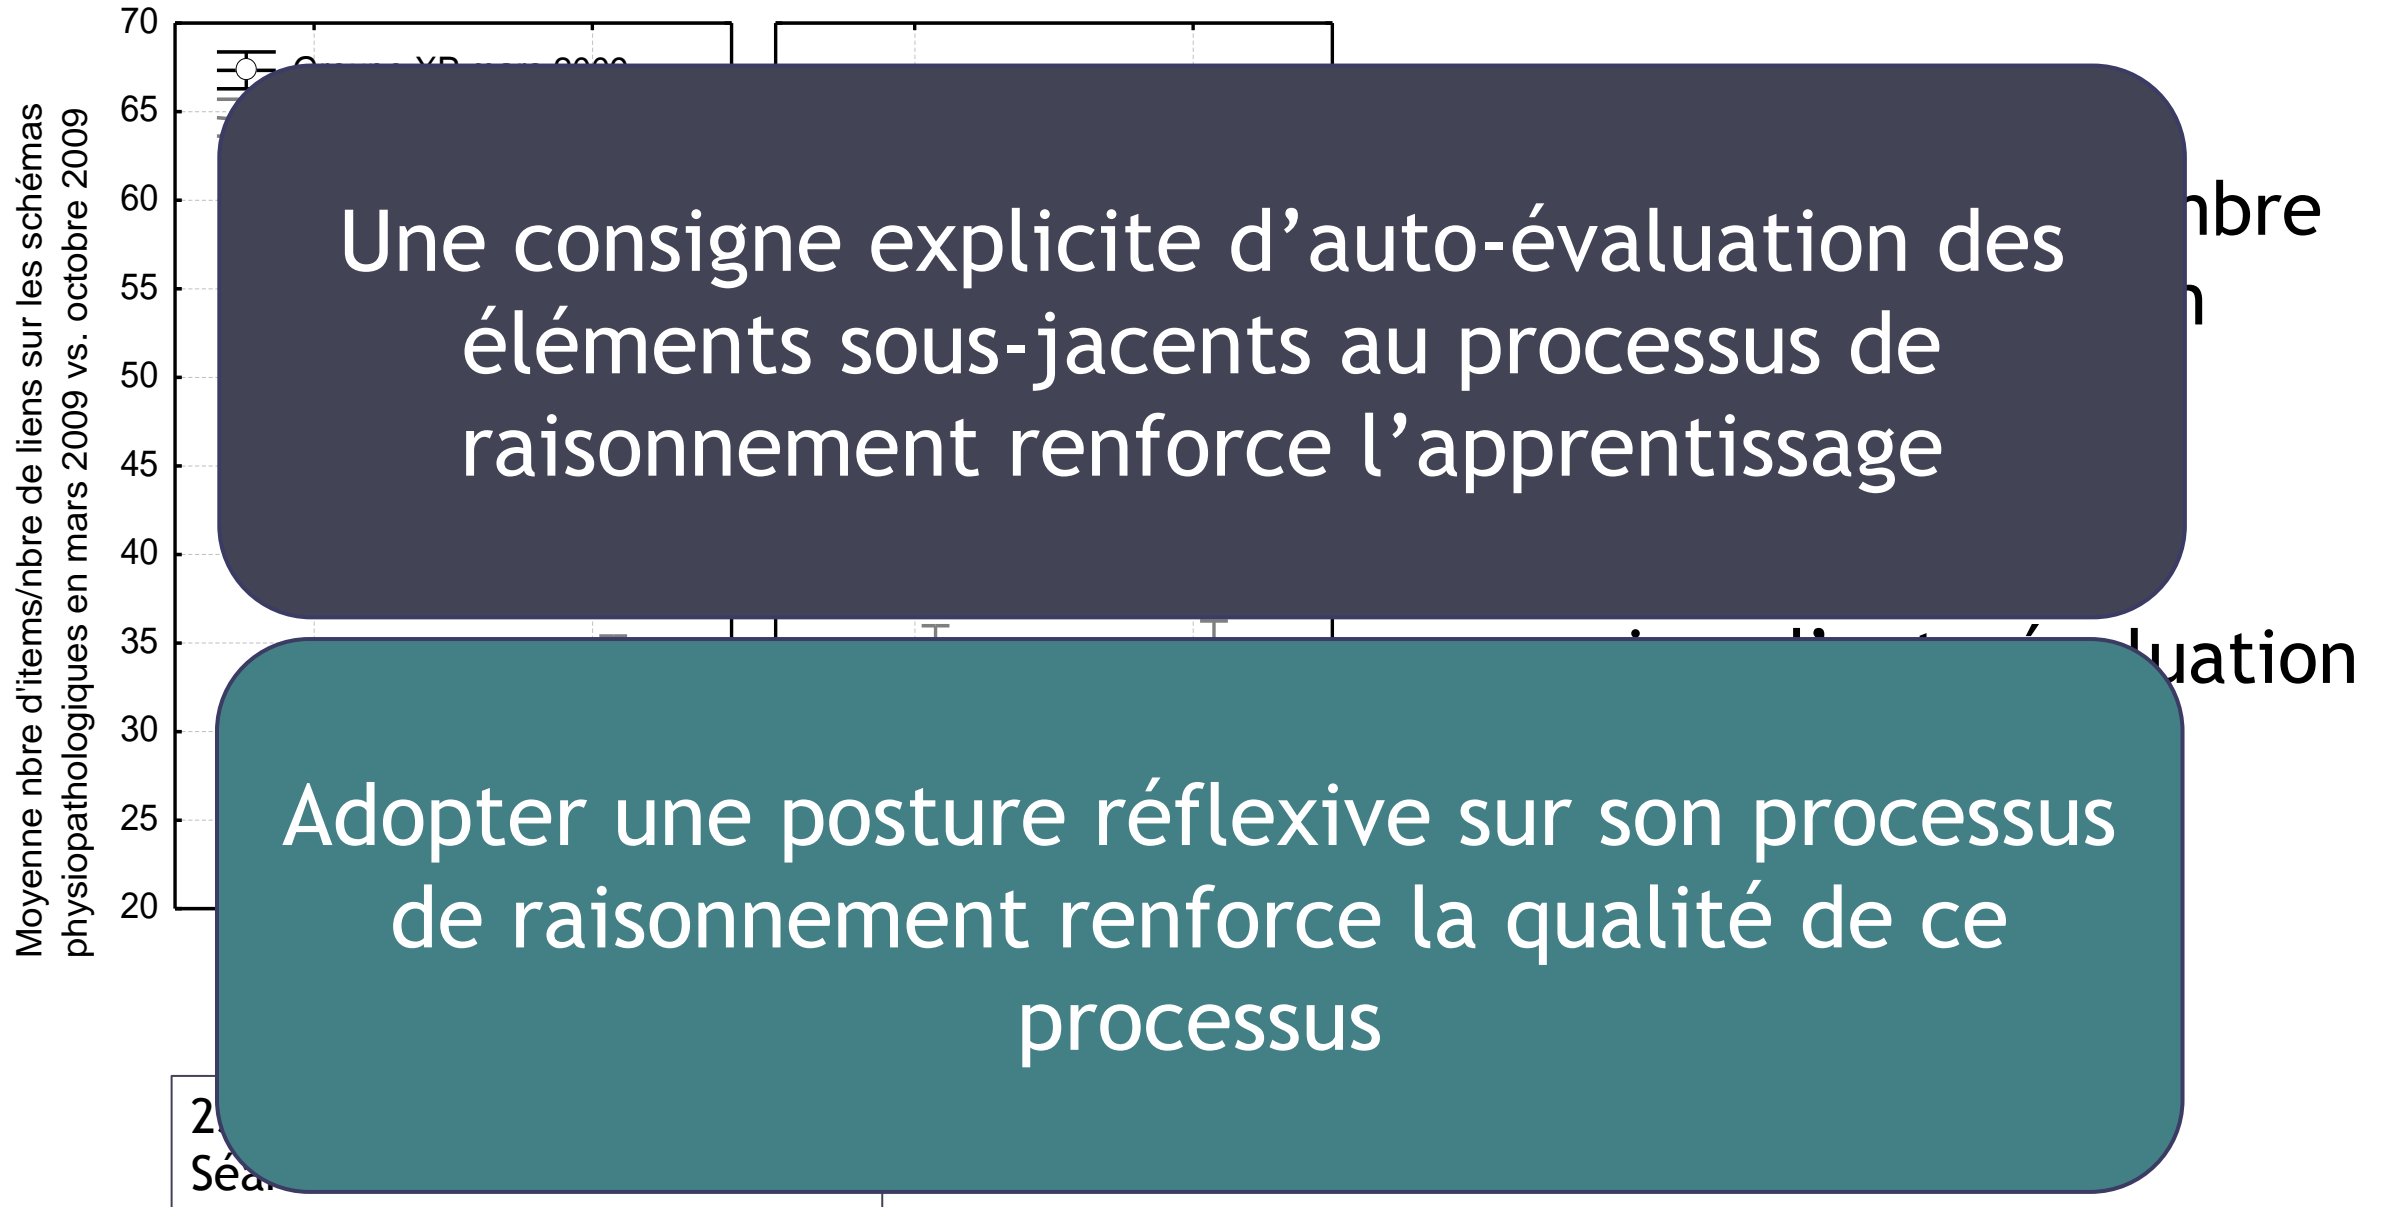 Moyenne nbre d'items/nbre de liens sur les schémas
physiopathologiques en mars 2009 vs. octobre 2009
70
65
60
55
50
45
40
35
30
25
20
Une consigne explicite d’auto-évaluation des
éléments sous-jacents au processus de
raisonnement renforce l’apprentissage
Adopter une posture réflexive sur son processus
de raisonnement renforce la qualité de ce
processus